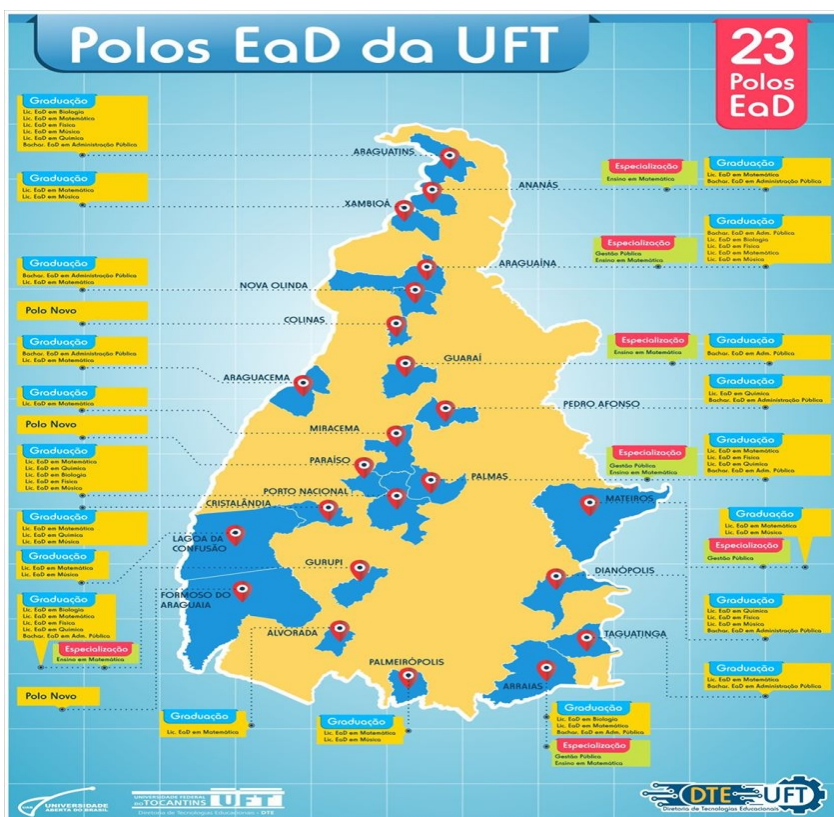 Polos EaD da UFT
23
Polos
EaD
Graduação
Lic. EaD em Biologia
Lic. EaD em Matemática
Lic. EaD em Física
Lic. EaD em Música
Lic. EaD em Química
Bachar. EaD em Administração Pública
Graduação
Lic. EaD em Matemática
Lic. EaD em Música
Graduação
Bachar. EaD em Administração Pública
Lic. EaD em Matemática
Polo Novo
Graduação
Bachar. EaD em Administração Pública
Lic. EaD em Matemática
Graduação
Lic. EaD em Matemática
Polo Novo
Graduação
Lic. EaD em Matemática
Lic. EaD em Química
Lic. EaD em Biologia
Lic. EaD em Física
Lic. EaD em Música
Graduação
Lic. EaD em Matemática
Lic. EaD em Química
Lic. EaD em Música
Graduação
Lic. EaD em Matemática
Lic. EaD em Música
Graduação
Lic. EaD em Biologia
Lic. EaD em Matemática
Lic. EaD em Física
Lic. EaD em Química
Bachar. EaD em Adm. Pública
Especialização
Ensino em Matemática
Polo Novo
ARAGUATINS
ANANÁS
XAMBIOÁ
ARAGUAÍNA
NOVA OLINDA
COLINAS
GUARAÍ
ARAGUACEMA
PEDRO AFONSO
MIRACEMA
PARAÍSO
PALMAS
PORTO NACIONAL
CRISTALÂNDIA
MATEIROS
LAGOA DA
CONFUSÃO
GURUPI
DIANÓPOLIS
FORMOSO DO
ARAGUAIA
ALVORADA
TAGUATINGA
PALMEIRÓPOLIS
ARRAIAS
Especialização
Ensino em Matemática
Graduação
Lic. EaD em Matemática
Bachar. EaD em Administração Pública
Especialização
Gestão Pública
Ensino em Matemática
Graduação
Bachar. EaD em Adm. Pública
Lic. EaD em Biologia
Lic. EaD em Física
Lic. EaD em Matemática
Lic. EaD em Música
Especialização
Ensino em Matemática
Graduação
Bachar. EaD em Adm. Pública
Graduação
Lic. EaD em Química
Bachar. EaD em Administração Pública
Especialização
Gestão Pública
Ensino em Matemática
Graduação
Lic. EaD em Matemática
Lic. EaD em Física
Lic. EaD em Química
Bachar. EaD em Adm. Pública
Graduação
Lic. EaD em Matemática
Lic. EaD em Música
Especialização
Gestão Pública
Graduação
Lic. EaD em Química
Lic. EaD em Física
Lic. EaD em Música
Bachar. EaD em Administração Pública
Graduação
Lic. EaD em Matemática
Bachar. EaD em Administração Pública
Graduação
Lic. EaD em Matemática
Graduação
Lic. EaD em Matemática
Lic. EaD em Música
Graduação
Lic. EaD em Biologia
Lic. EaD em Matemática
Bachar. EaD em Adm. Pública
Especialização
Gestão Pública
Ensino em Matemática
UAB UNIVERSIDADE
ABERTA DO BRASIL
UNIVERSIDADE FEDERAL
DO TOCANTINS UFT
Diretoria de Tecnologias Educacionais - DTE
DTE UFT
Diretoria de Tecnologias Educacionais